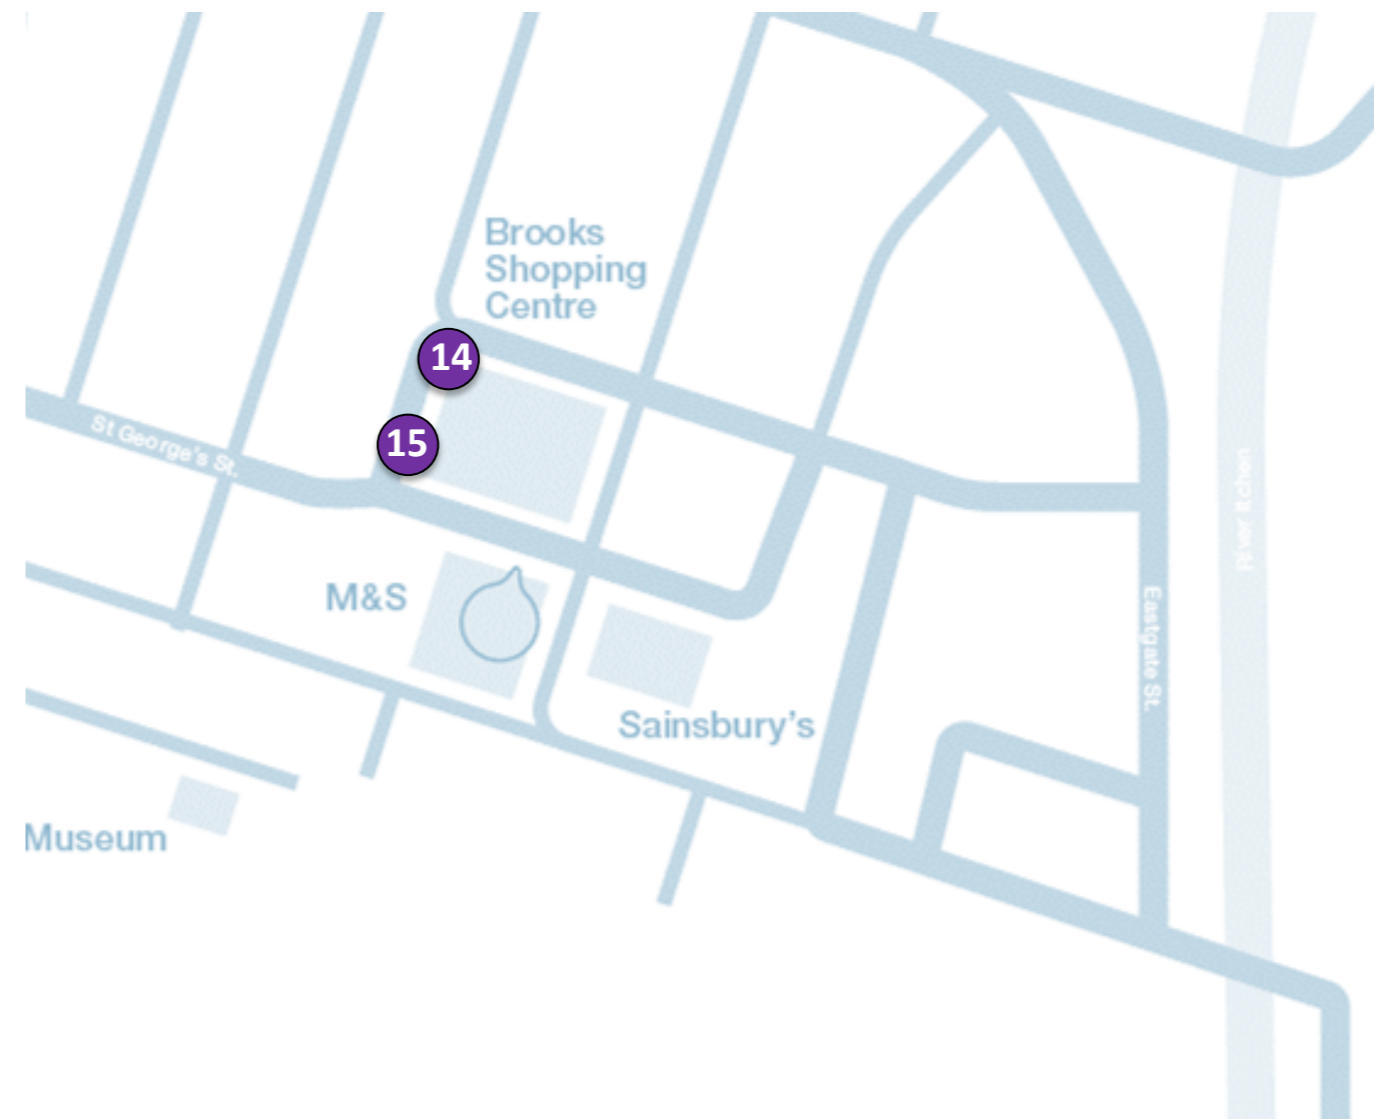 Brooks
Shopping
Centre
14
St George's St.
15
River Itchen
M&S
Eastgate St.
Sainsbury's
Museum